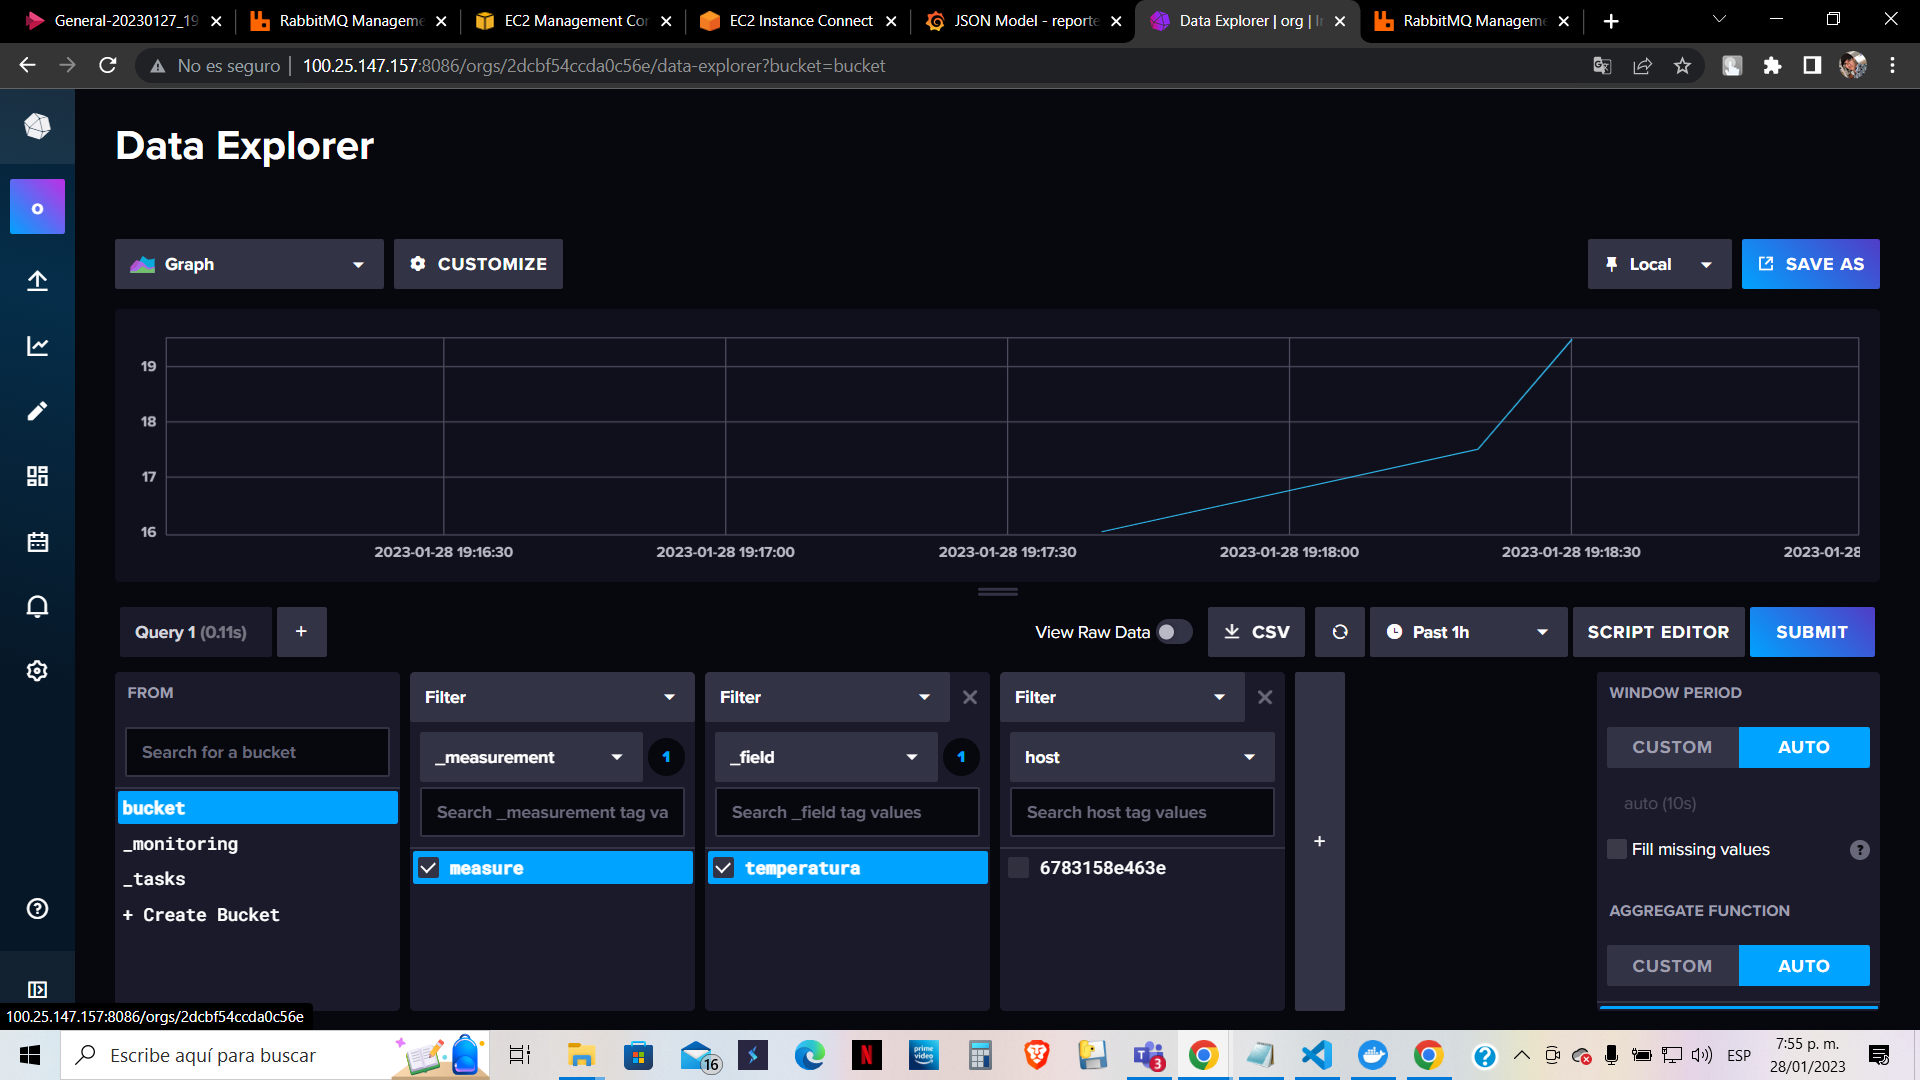 General-20230127_19
RabbitMQ Manageme
EC2 Management Co
EC2 Instance Connect
JSON Model - reporte
Data Explorer | org | I
RabbitMQ Managem
No es seguro
100.25.147.157:8086/orgs/2dcbf54ccda0c56e/data-explorer?bucket=bucket
o
Data Explorer
Graph
CUSTOMIZE
Local
SAVE AS
19
18
17
16
2023-01-28 19:16:30
2023-01-28 19:17:00
2023-01-28 19:17:30
2023-01-28 19:18:00
2023-01-28 19:18:30
2023-01-28
Query 1 (0.11s)
+
View Raw Data
CSV
Past 1h
SCRIPT EDITOR
SUBMIT
FROM
Search for a bucket
bucket
_monitoring
_tasks
+ Create Bucket
Filter
_measurement
1
Search _measurement tag va
measure
Filter
_field
1
Search _field tag values
temperatura
Filter
host
Search host tag values
6783158e463e
+
WINDOW PERIOD
CUSTOM
AUTO
auto (10s)
Fill missing values
?
AGGREGATE FUNCTION
CUSTOM
AUTO
100.25.147.157:8086/orgs/2dcbf54ccda0c56e
Escribe aquí para buscar
16
N
prime video
3
ESP
7:55 p. m.
28/01/2023